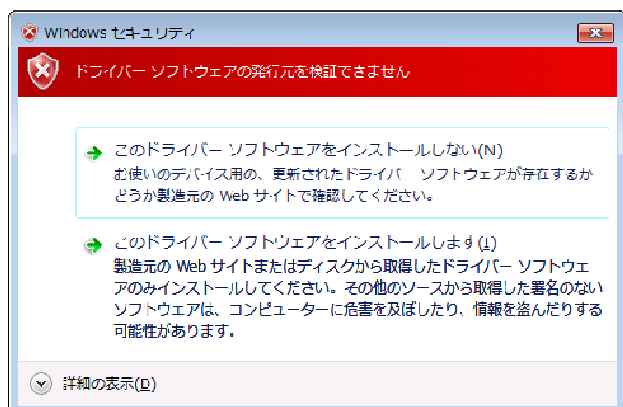 Windows セキュリティ
ドライバー ソフトウェアの発行元を検証できません
このドライバー ソフトウェアをインストールしない(N)
お使いのデバイス用の、更新されたドライバー ソフトウェアが存在するか
どうか製造元の Web サイトで確認してください。
このドライバー ソフトウェアをインストールします(I)
製造元の Web サイトまたはディスクから取得したドライバー ソフトウェ
アのみインストールしてください。その他のソースから取得した署名のない
ソフトウェアは、コンピューターに危害を及ぼしたり、情報を盗んだりする
可能性があります。
詳細の表示(D)